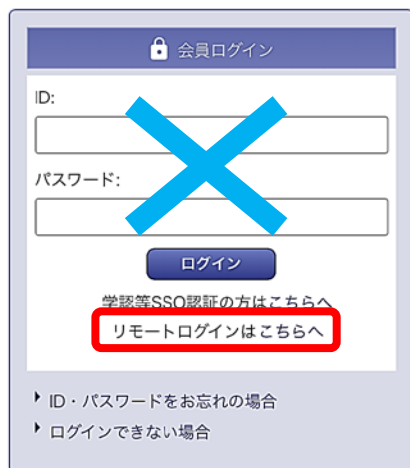 会員ログイン
ID:
パスワード:
ログイン
学認等SSO認証の方はこちらへ
リモートログインはこちらへ
ID・パスワードをお忘れの場合
ログインできない場合